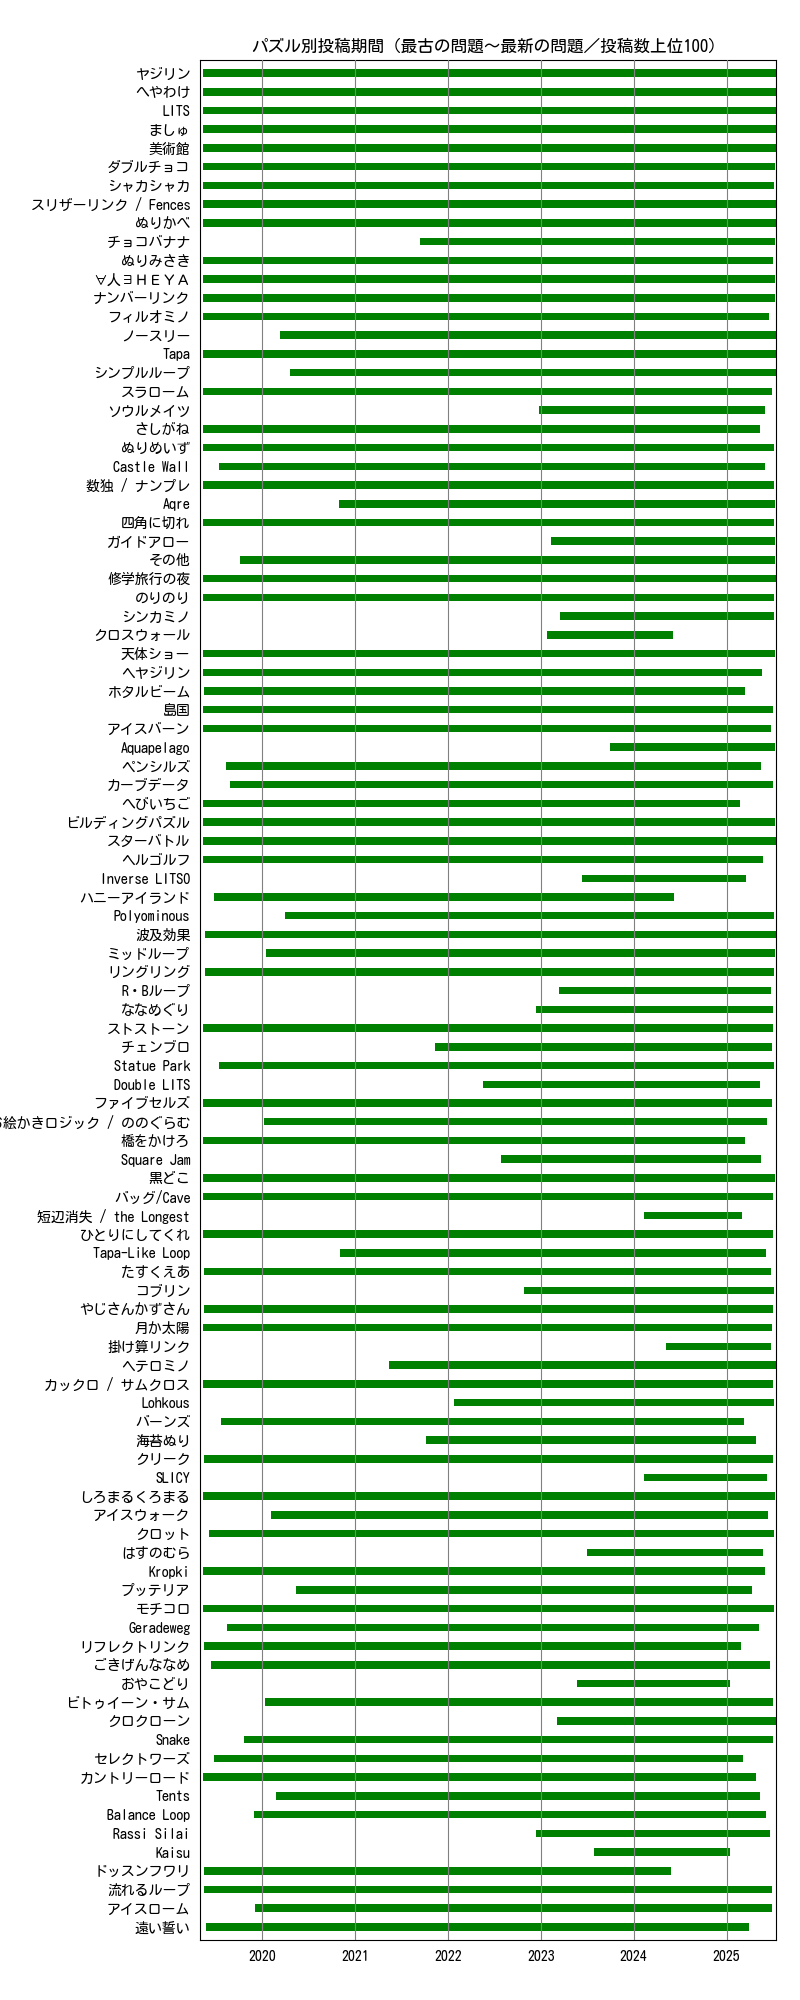 パズル別投稿期間（最古の問題～最新の問題／投稿数上位100）
ヤジリン
へやわけ
LITS
ましゅ
美術館
ダブルチョコ
シャカシャカ
スリザーリンク / Fences
ぬりかべ
チョコバナナ
ぬりみさき
∀人∃ＨＥＹＡ
ナンバーリンク
フィルオミノ
ノースリー
Tapa
シンプルループ
スラローム
ソウルメイツ
さしがね
ぬりめいず
Castle Wall
数独 / ナンプレ
Aqre
四角に切れ
ガイドアロー
その他
修学旅行の夜
のりのり
シンカミノ
クロスウォール
天体ショー
ヘヤジリン
ホタルビーム
島国
アイスバーン
Aquapelago
ペンシルズ
カーブデータ
へびいちご
ビルディングパズル
スターバトル
ヘルゴルフ
Inverse LITSO
ハニーアイランド
Polyominous
波及効果
ミッドループ
リングリング
R・Bループ
ななめぐり
ストストーン
チェンブロ
Statue Park
Double LITS
ファイブセルズ
絵かきロジック / ののぐらむ
橋をかけろ
Square Jam
黒どこ
バッグ/Cave
短辺消失 / the Longest
ひとりにしてくれ
Tapa-Like Loop
たすくえあ
コブリン
やじさんかずさん
月か太陽
掛け算リンク
ヘテロミノ
カックロ / サムクロス
Lohkous
バーンズ
海苔ぬり
クリーク
SLICY
しろまるくろまる
アイスウォーク
クロット
はすのむら
Kropki
プッテリア
モチコロ
Geradeweg
リフレクトリンク
ごきげんななめ
おやこどり
ビトゥイーン・サム
クロクローン
Snake
セレクトワーズ
カントリーロード
Tents
Balance Loop
Rassi Silai
Kaisu
ドッスンフワリ
流れるループ
アイスローム
遠い誓い
2020 2021 2022 2023 2024 2025